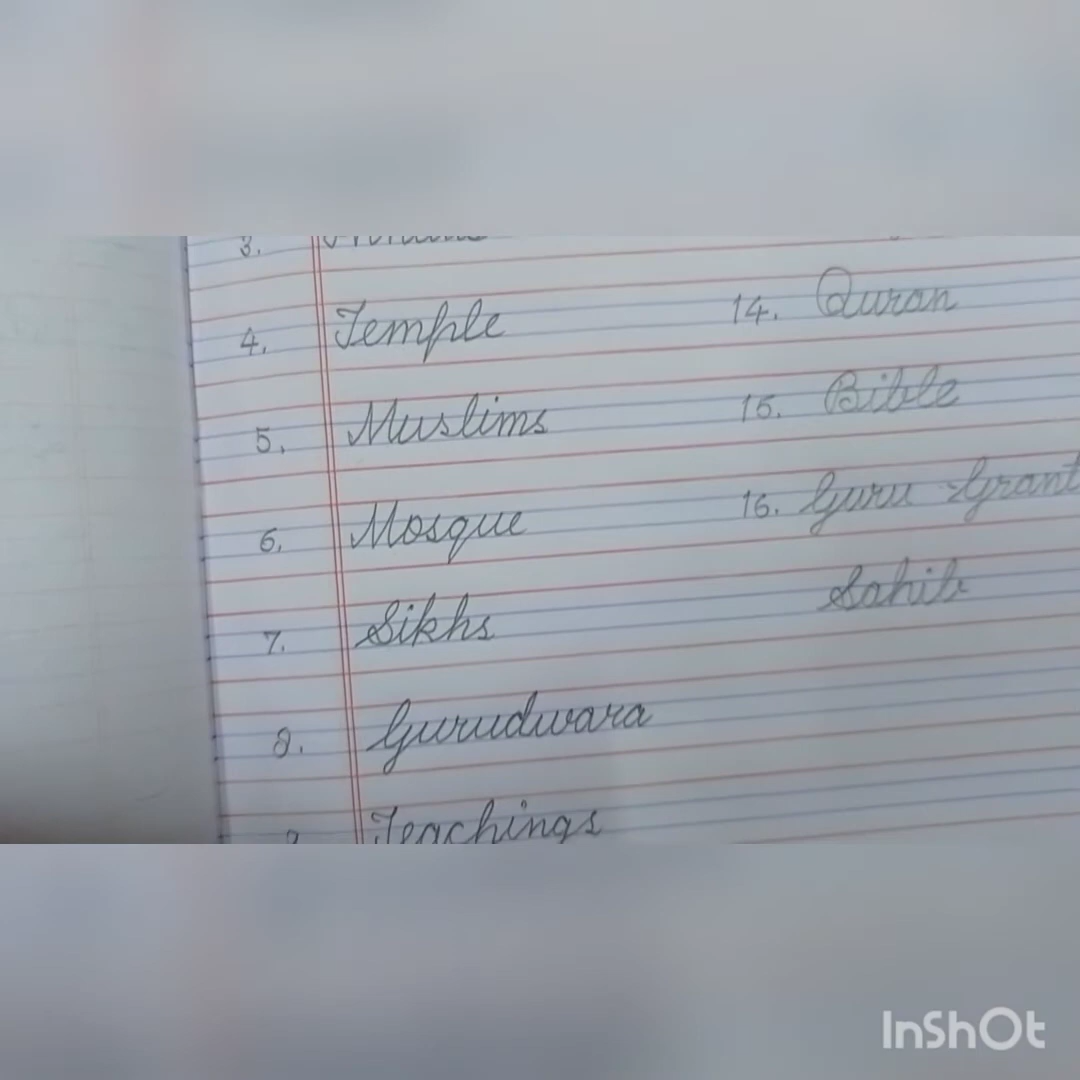 3.
4. Temple
5. Muslims
6. Mosque
7. Sikhs
8. Gurudwara
Teachings
14. Quran
15. Bible
16. Guru Grant
Sahib
InShOt